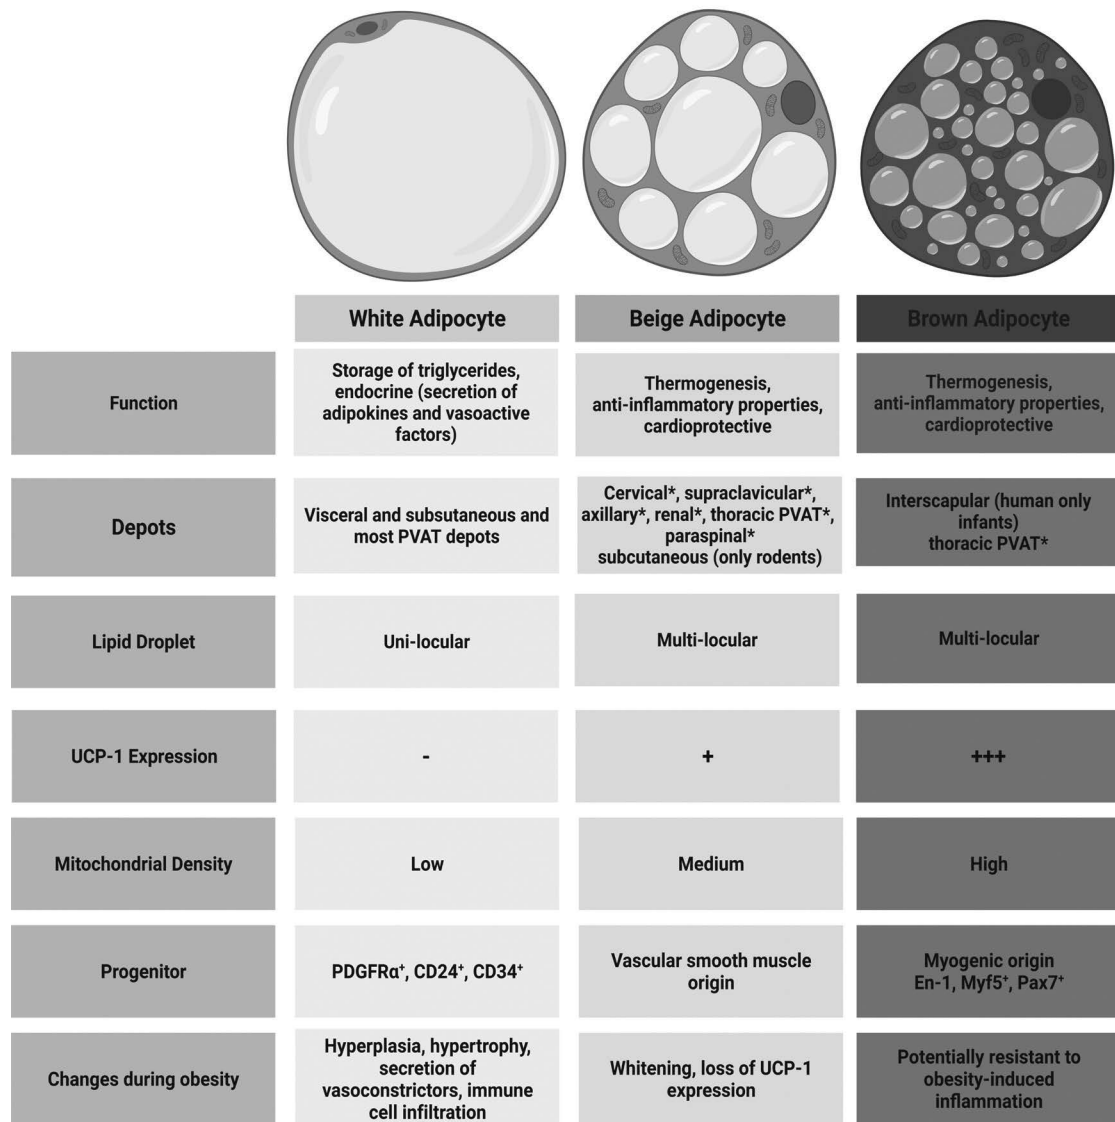 White Adipocyte
Beige Adipocyte
Brown Adipocyte
Function
Storage of triglycerides,
endocrine (secretion of
adipokines and vasoactive
factors)
Thermogenesis,
anti-inflammatory properties,
cardioprotective
Thermogenesis,
anti-inflammatory properties,
cardioprotective
Depots
Visceral and subsutaneous and
most PVAT depots
Cervical*, supraclavicular*,
axillary*, renal*, thoracic PVAT*,
paraspinal*
subcutaneous (only rodents)
Interscapular (human only
infants)
thoracic PVAT*
Lipid Droplet
Uni-locular
Multi-locular
Multi-locular
UCP-1 Expression
-
+
+++
Mitochondrial Density
Low
Medium
High
Progenitor
PDGFRα⁺, CD24⁺, CD34⁺
Vascular smooth muscle
origin
Myogenic origin
En-1, Myf5⁺, Pax7⁺
Changes during obesity
Hyperplasia, hypertrophy,
secretion of
vasoconstrictors, immune
cell infiltration
Whitening, loss of UCP-1
expression
Potentially resistant to
obesity-induced
inflammation